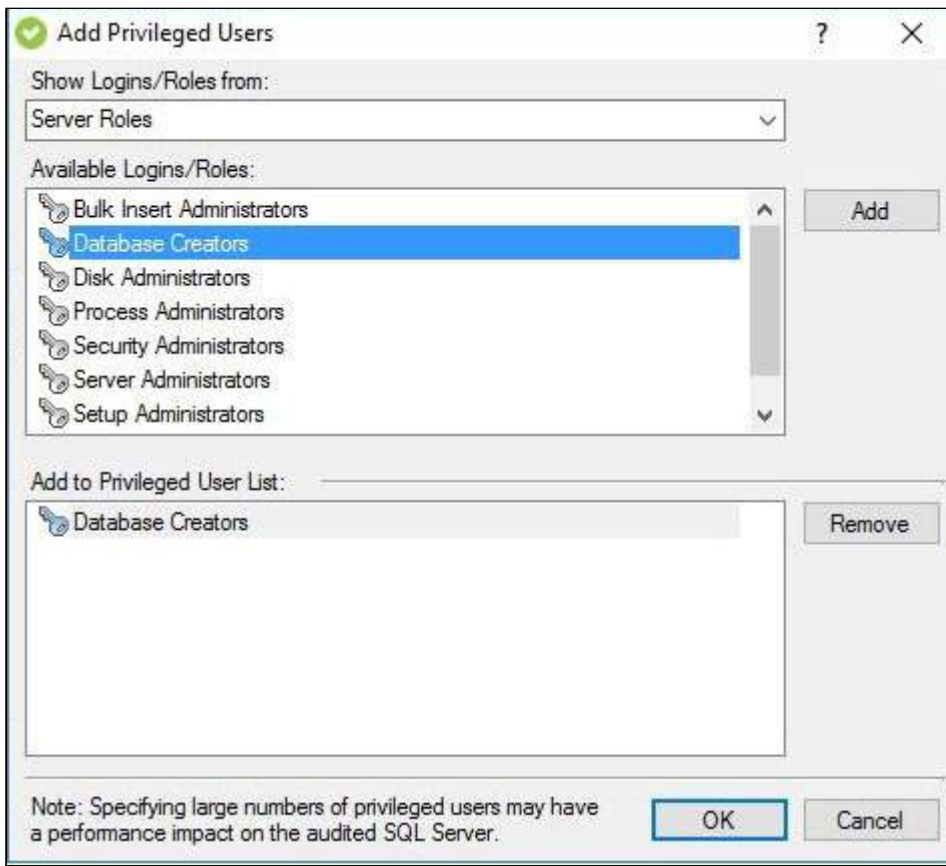 Add Privileged Users
?
Show Logins/Roles from:
Server Roles
Available Logins/Roles:
Bulk Insert Administrators
Database Creators
Disk Administrators
Process Administrators
Security Administrators
Server Administrators
Setup Administrators
Add
Add to Privileged User List:
Database Creators
Remove
Note: Specifying large numbers of privileged users may have
a performance impact on the audited SQL Server.
OK
Cancel